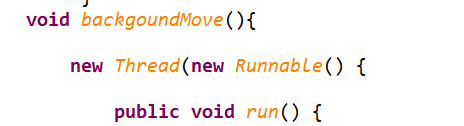 void backgoundMove(){
new Thread(new Runnable() {
public void run() {